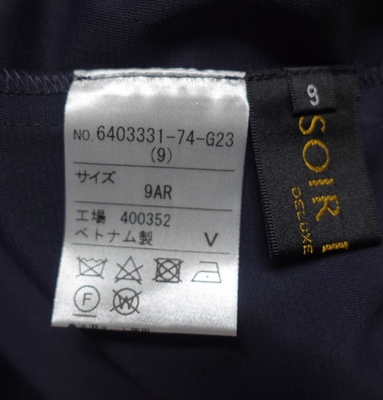 NO.6403331-74-G23
(9)
サイズ
9AR
工場 400352
ベトナム製 V
F
W
9
SOIR
DELUXE